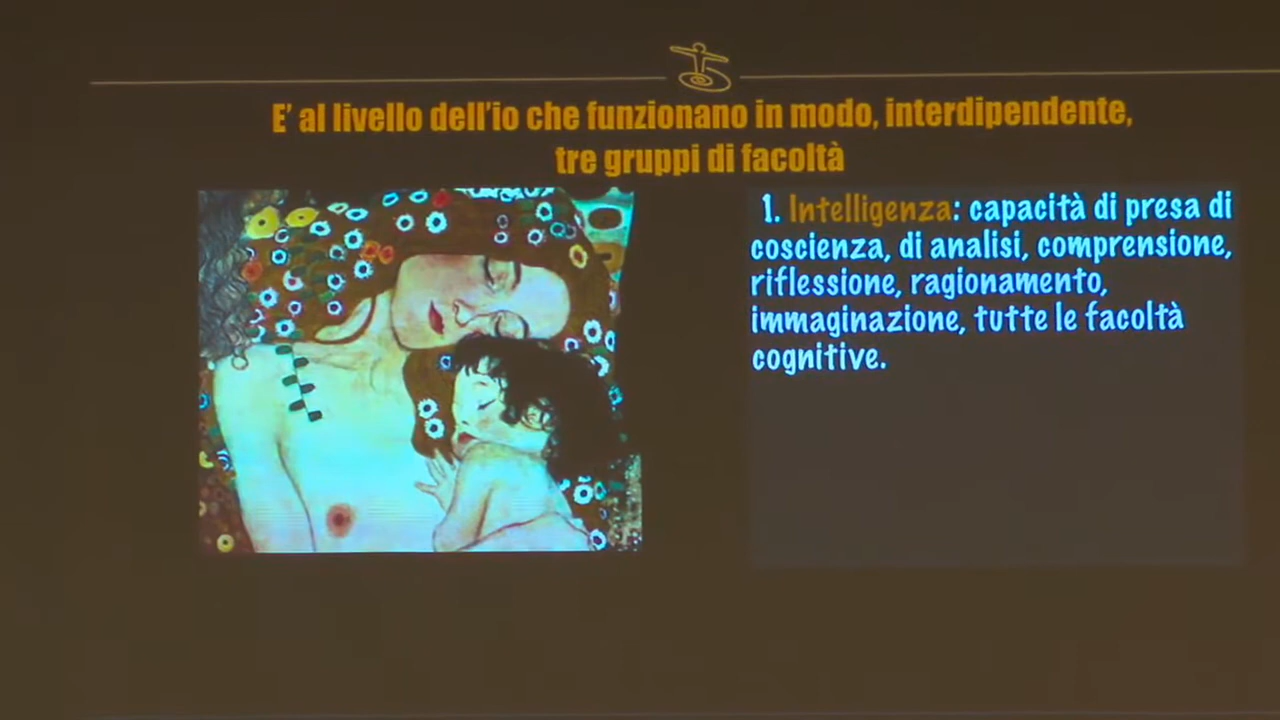 E' al livello dell'io che funzionano in modo, interdipendente,
tre gruppi di facoltà
1. Intelligenza: capacità di presa di
coscienza, di analisi, comprensione,
riflessione, ragionamento,
immaginazione, tutte le facoltà
cognitive.